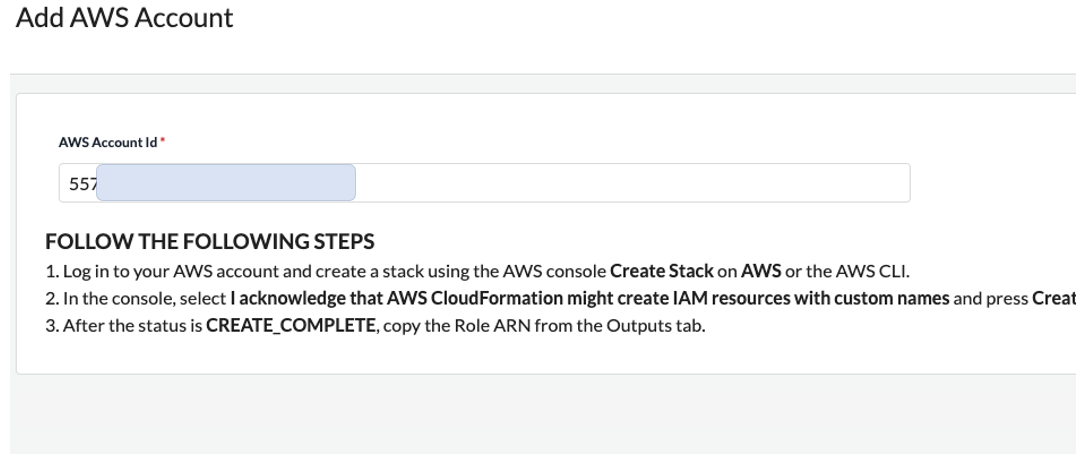 Add AWS Account
AWS Account Id *
557
FOLLOW THE FOLLOWING STEPS
1. Log in to your AWS account and create a stack using the AWS console Create Stack on AWS or the AWS CLI.
2. In the console, select I acknowledge that AWS CloudFormation might create IAM resources with custom names and press Creat
3. After the status is CREATE_COMPLETE, copy the Role ARN from the Outputs tab.